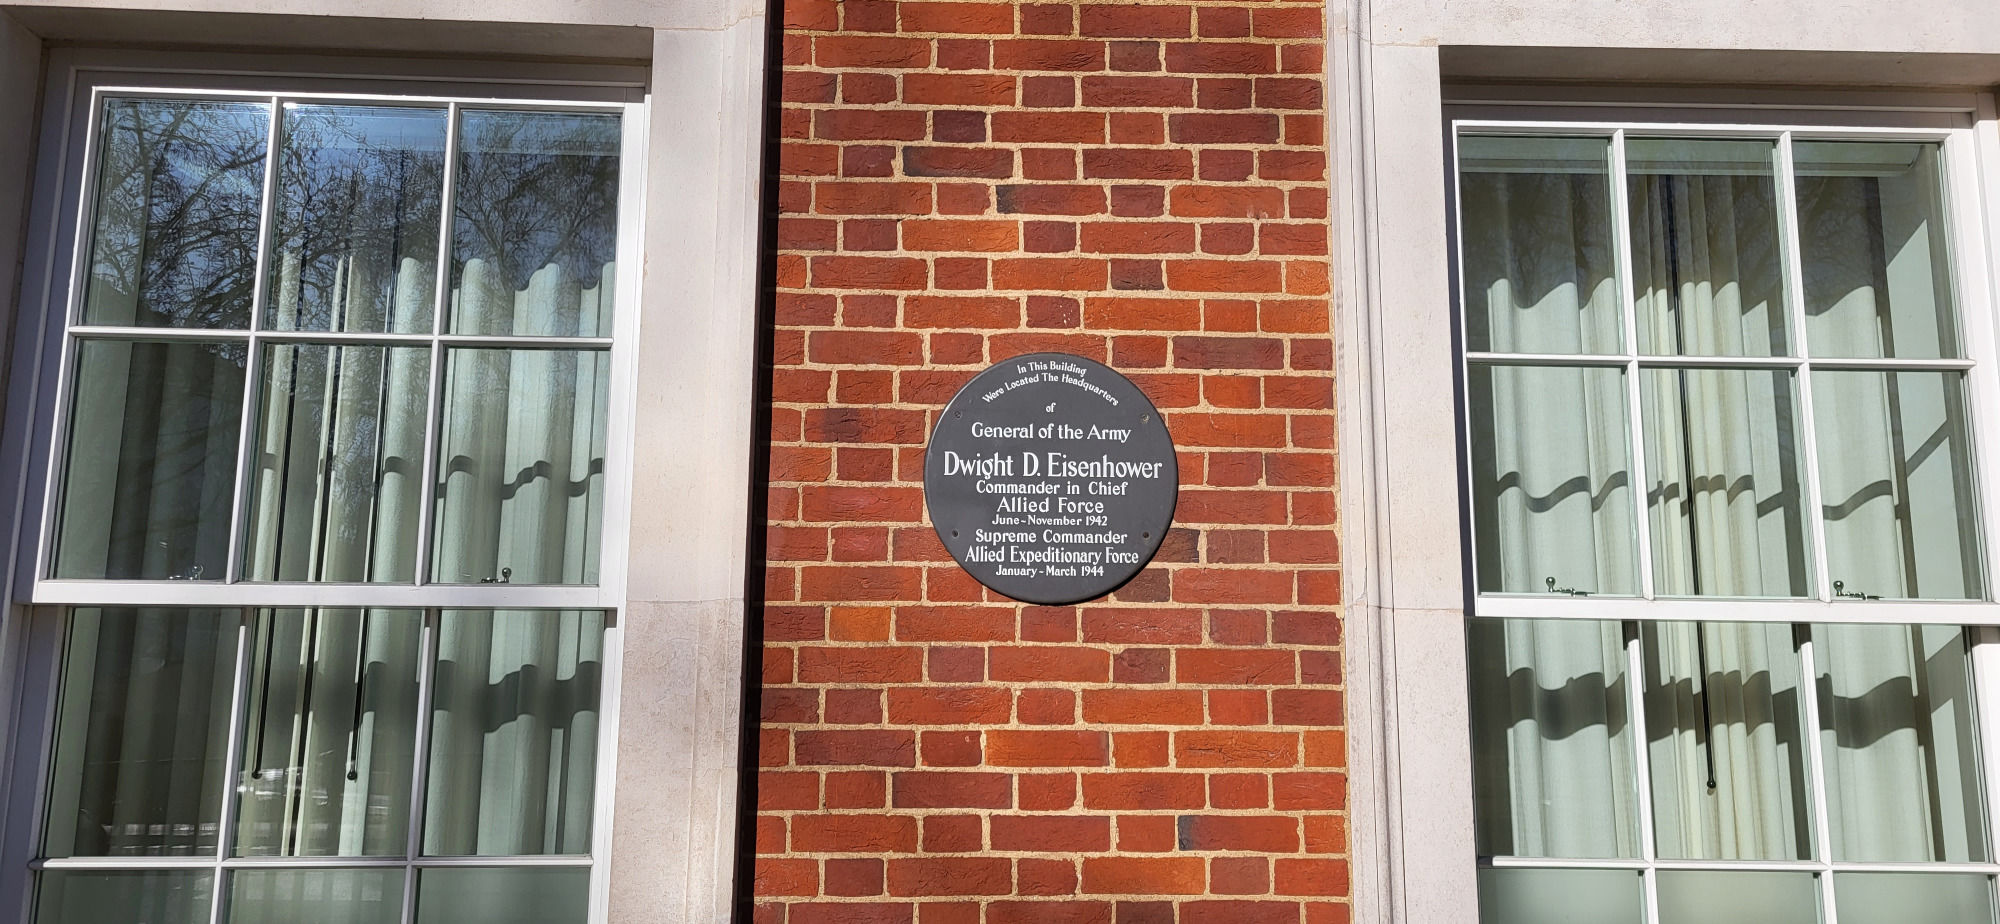 In This Building
Were Located The Headquarters
of
General of the Army
Dwight D. Eisenhower
Commander in Chief
Allied Force
June~November 1942
Supreme Commander
Allied Expeditionary Force
January~March 1944